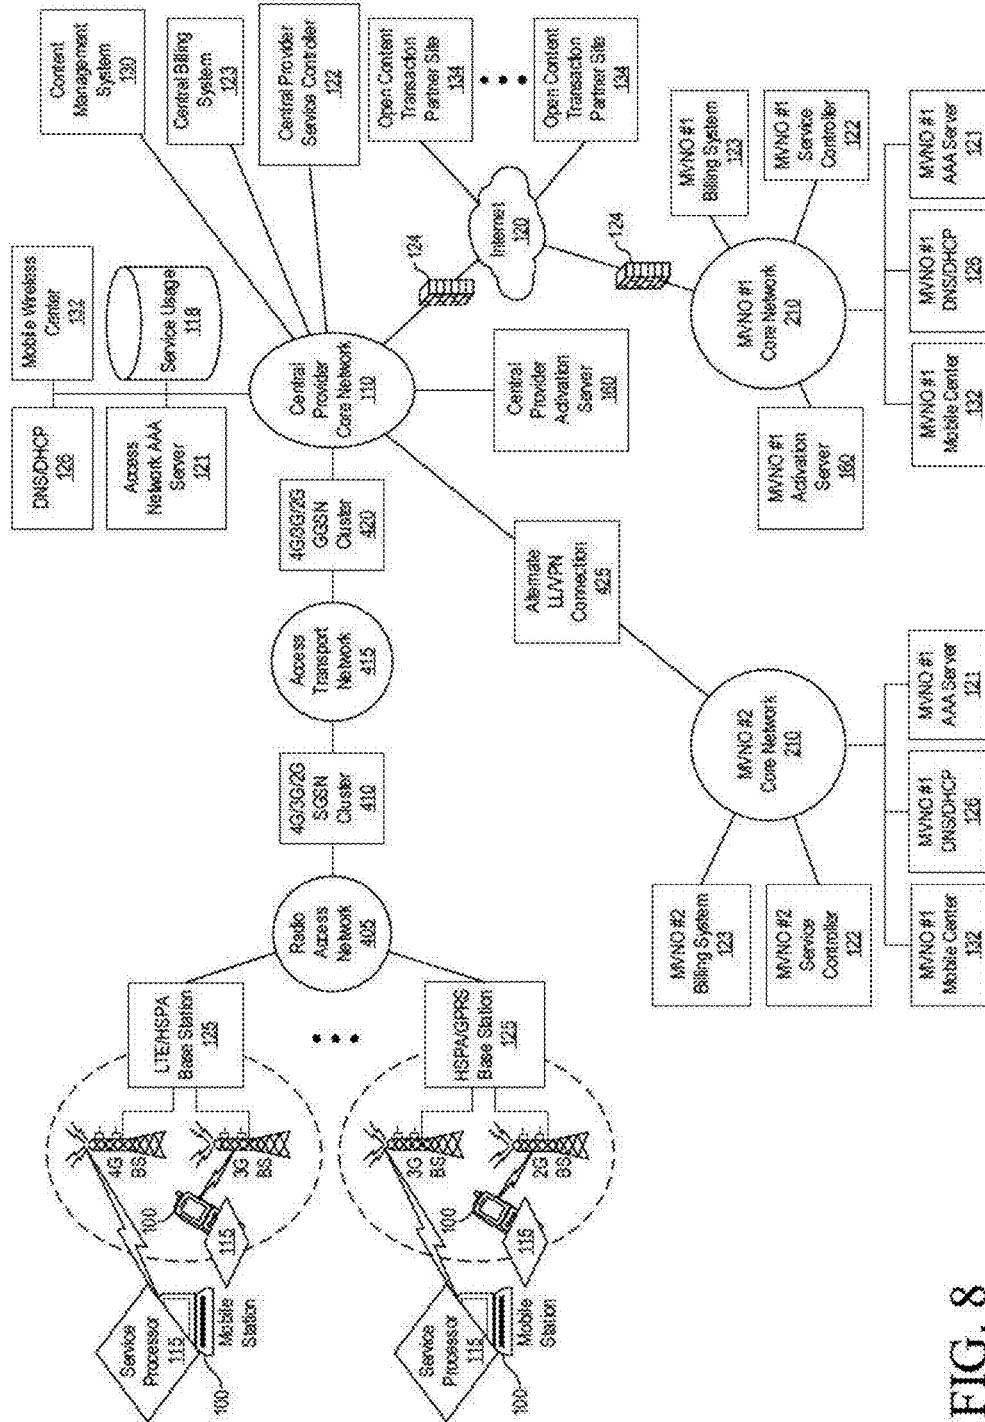 Service
Processor
115
100
Mobile
Station
115
100
4G
BS
3G
BS
LTE/HSPA
Base Station
125
Service
Processor
115
100
Mobile
Station
115
100
3G
BS
2G
BS
HSPA/GPRS
Base Station
125
Radio
Access
Network
405
4G/3G/2G
SGSN
Cluster
410
Access
Transport
Network
415
4G/3G/2G
GGSN
Cluster
420
DNS/DHCP
126
Mobile Wireless
Center
132
Access
Network AAA
Server
121
Service Usage
118
Central
Provider
Core Network
110
Content
Management
System
130
Central Billing
System
123
Central Provider
Service Controller
122
Open Content
Transaction
Partner Site
134
Open Content
Transaction
Partner Site
134
124
Internet
120
124
Central
Provider
Activation
Server
160
Alternate
LL/VPN
Connection
425
MVNO #2
Billing System
123
MVNO #2
Service
Controller
122
MVNO #2
Core Network
210
MVNO #1
Mobile Center
132
MVNO #1
DNS/DHCP
126
MVNO #1
AAA Server
121
MVNO #1
Activation
Server
160
MVNO #1
Core Network
210
MVNO #1
Billing System
123
MVNO #1
Service
Controller
122
MVNO #1
Mobile Center
132
MVNO #1
DNS/DHCP
126
MVNO #1
AAA Server
121
FIG. 8